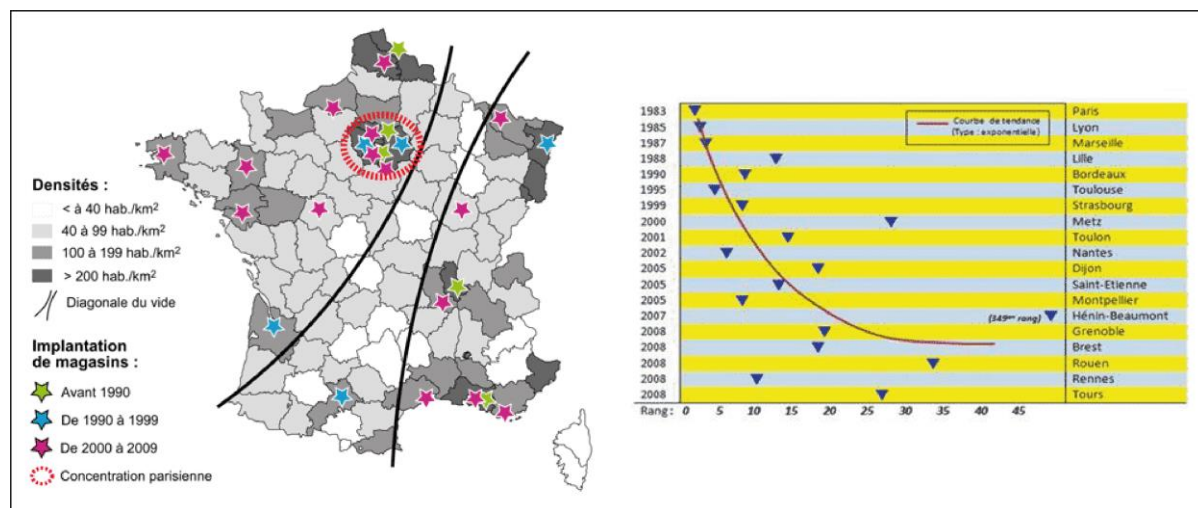 Densités :
< à 40 hab./km²
40 à 99 hab./km²
100 à 199 hab./km²
> 200 hab./km²
Diagonale du vide
Implantation
de magasins :
Avant 1990
De 1990 à 1999
De 2000 à 2009
Concentration parisienne
Courbe de tendance
(Type : exponentielle)
1983 Paris
1985 Lyon
1987 Marseille
1988 Lille
1990 Bordeaux
1995 Toulouse
1999 Strasbourg
2000 Metz
2001 Toulon
2002 Nantes
2005 Dijon
2005 Saint-Etienne
2005 Montpellier
2007 (349ème rang) Hénin-Beaumont
2008 Grenoble
2008 Brest
2008 Rouen
2008 Rennes
2008 Tours
Rang : 0 5 10 15 20 30 35 40 45